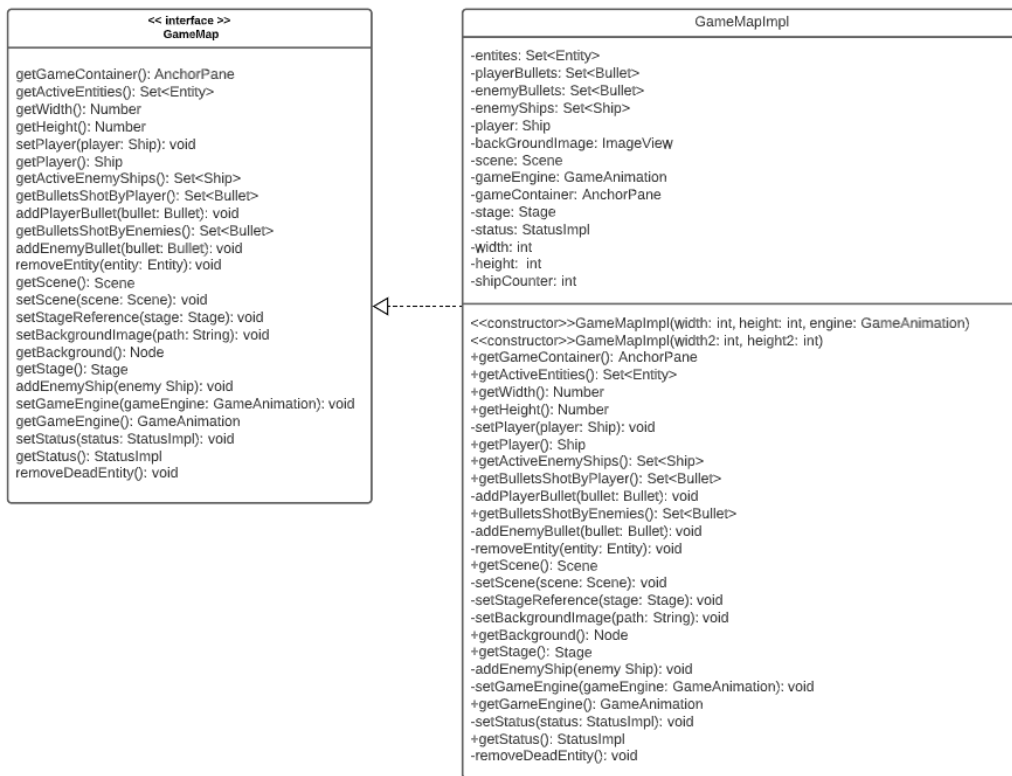 << interface >>
GameMap
getGameContainer(): AnchorPane
getActiveEntities(): Set<Entity>
getWidth(): Number
getHeight(): Number
setPlayer(player: Ship): void
getPlayer(): Ship
getActiveEnemyShips(): Set<Ship>
getBulletsShotByPlayer(): Set<Bullet>
addPlayerBullet(bullet: Bullet): void
getBulletsShotByEnemies(): Set<Bullet>
addEnemyBullet(bullet: Bullet): void
removeEntity(entity: Entity): void
getScene(): Scene
setScene(scene: Scene): void
setStageReference(stage: Stage): void
setBackgroundImage(path: String): void
getBackground(): Node
getStage(): Stage
addEnemyShip(enemy Ship): void
setGameEngine(gameEngine: GameAnimation): void
getGameEngine(): GameAnimation
setStatus(status: StatusImpl): void
getStatus(): StatusImpl
removeDeadEntity(): void
GameMapImpl
-entites: Set<Entity>
-playerBullets: Set<Bullet>
-enemyBullets: Set<Bullet>
-enemyShips: Set<Ship>
-player: Ship
-backGroundImage: ImageView
-scene: Scene
-gameEngine: GameAnimation
-gameContainer: AnchorPane
-stage: Stage
-status: StatusImpl
-width: int
-height: int
-shipCounter: int
<<constructor>>GameMapImpl(width: int, height: int, engine: GameAnimation)
<<constructor>>GameMapImpl(width2: int, height2: int)
+getGameContainer(): AnchorPane
+getActiveEntities(): Set<Entity>
+getWidth(): Number
+getHeight(): Number
-setPlayer(player: Ship): void
+getPlayer(): Ship
+getActiveEnemyShips(): Set<Ship>
+getBulletsShotByPlayer(): Set<Bullet>
-addPlayerBullet(bullet: Bullet): void
+getBulletsShotByEnemies(): Set<Bullet>
-addEnemyBullet(bullet: Bullet): void
-removeEntity(entity: Entity): void
+getScene(): Scene
-setScene(scene: Scene): void
-setStageReference(stage: Stage): void
-setBackgroundImage(path: String): void
+getBackground(): Node
+getStage(): Stage
-addEnemyShip(enemy Ship): void
-setGameEngine(gameEngine: GameAnimation): void
+getGameEngine(): GameAnimation
-setStatus(status: StatusImpl): void
+getStatus(): StatusImpl
-removeDeadEntity(): void